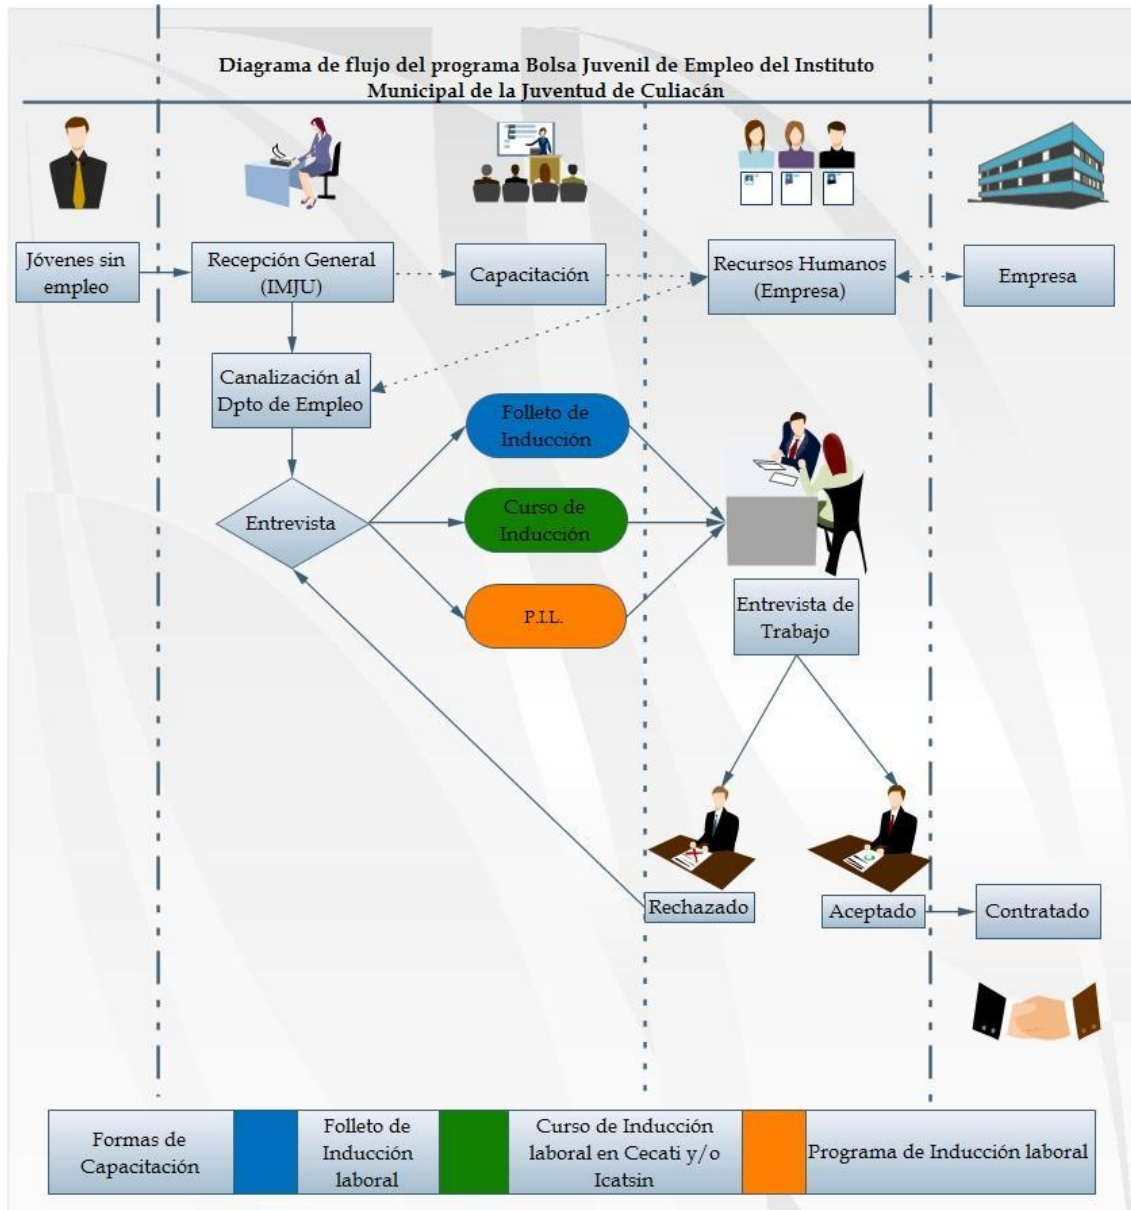 Diagrama de flujo del programa Bolsa Juvenil de Empleo del Instituto
Municipal de la Juventud de Culiacán
Jóvenes sin
empleo
Recepción General
(IMJU)
Capacitación
Recursos Humanos
(Empresa)
Empresa
Canalización al
Dpto de Empleo
Folleto de
Inducción
Entrevista
Curso de
Inducción
P.I.L.
Entrevista de
Trabajo
Rechazado
Aceptado
Contratado
Formas de
Capacitación
Folleto de
Inducción
laboral
Curso de Inducción
laboral en Cecati y/o
Icatsin
Programa de Inducción laboral